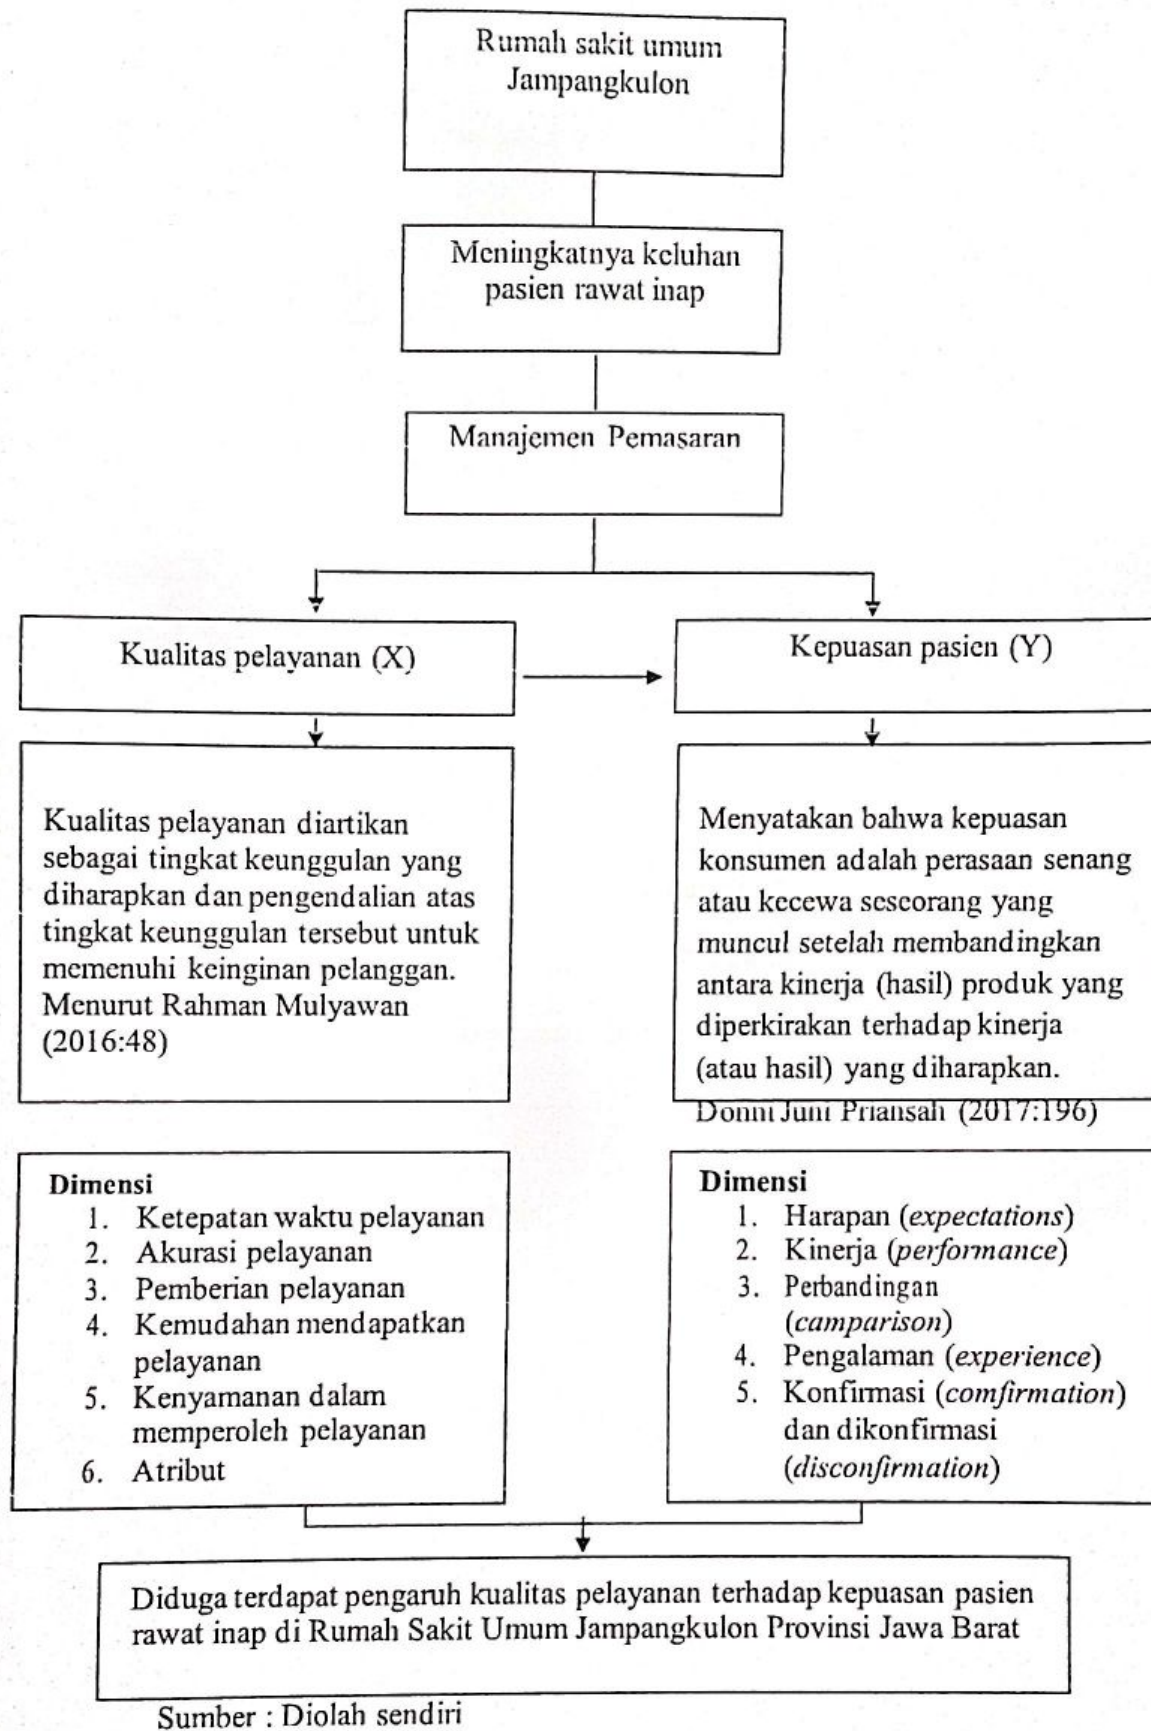 Rumah sakit umum
Jampangkulon
Meningkatnya keluhan
pasien rawat inap
Manajemen Pemasaran
Kualitas pelayanan (X)
Kepuasan pasien (Y)
Kualitas pelayanan diartikan
sebagai tingkat keunggulan yang
diharapkan dan pengendalian atas
tingkat keunggulan tersebut untuk
memenuhi keinginan pelanggan.
Menurut Rahman Mulyawan
(2016:48)
Menyatakan bahwa kepuasan
konsumen adalah perasaan senang
atau kecewa seseorang yang
muncul setelah membandingkan
antara kinerja (hasil) produk yang
diperkirakan terhadap kinerja
(atau hasil) yang diharapkan.
Donni Juni Priansah (2017:196)
Dimensi
1. Ketepatan waktu pelayanan
2. Akurasi pelayanan
3. Pemberian pelayanan
4. Kemudahan mendapatkan
pelayanan
5. Kenyamanan dalam
memperoleh pelayanan
6. Atribut
Dimensi
1. Harapan (expectations)
2. Kinerja (performance)
3. Perbandingan
(camparison)
4. Pengalaman (experience)
5. Konfirmasi (comfirmation)
dan dikonfirmasi
(disconfirmation)
Diduga terdapat pengaruh kualitas pelayanan terhadap kepuasan pasien
rawat inap di Rumah Sakit Umum Jampangkulon Provinsi Jawa Barat
Sumber : Diolah sendiri